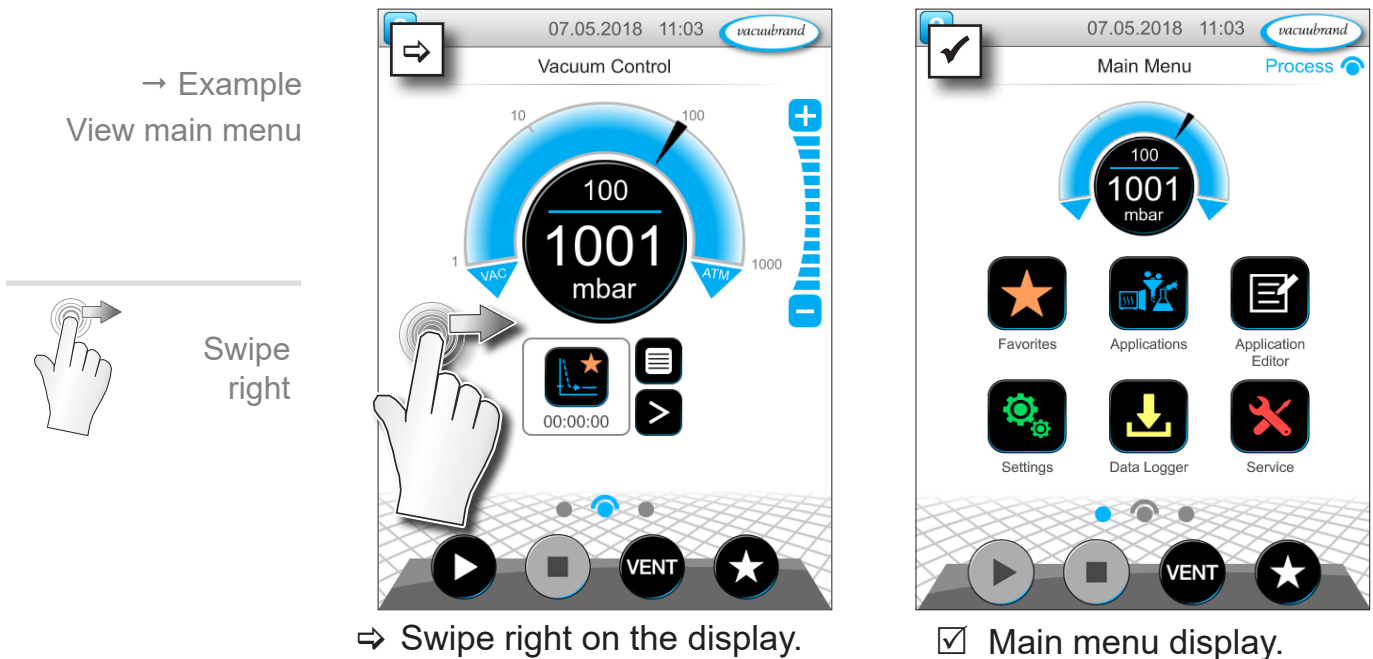 → Example
View main menu
Swipe
right
07.05.2018 11:03 vacuubrand
Vacuum Control
10
100
1
1000
VAC
ATM
100
1001
mbar
00:00:00
VENT
⇨ Swipe right on the display.
07.05.2018 11:03 vacuubrand
Main Menu Process
100
1001
mbar
Favorites Applications Application
Editor
Settings Data Logger Service
VENT
☑ Main menu display.